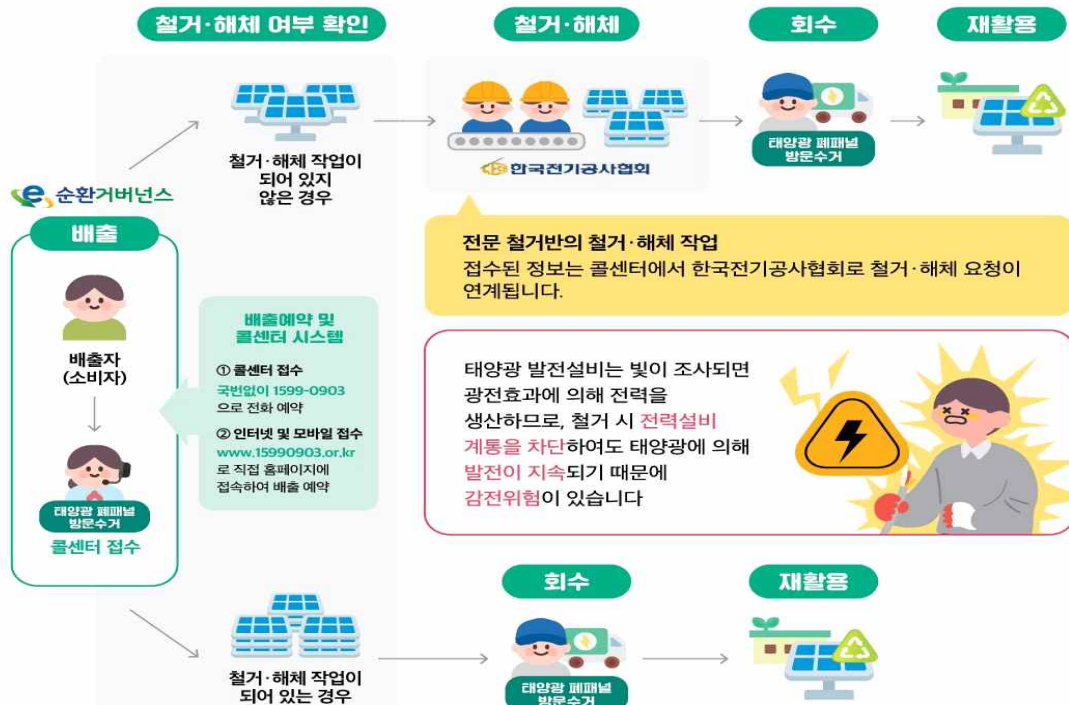 철거·해체 여부 확인
철거·해체
회수
재활용
철거·해체 작업이
되어 있지
않은 경우
한국전기공사협회
태양광 폐패널
방문수거
순환거버넌스
배출
배출자
(소비자)
태양광 폐패널
방문수거
콜센터 접수
배출예약 및
콜센터 시스템
① 콜센터 접수
국번없이 1599-0903
으로 전화 예약
② 인터넷 및 모바일 접수
www.15990903.or.kr
로 직접 홈페이지에
접속하여 배출 예약
전문 철거반의 철거·해체 작업
접수된 정보는 콜센터에서 한국전기공사협회로 철거·해체 요청이
연계됩니다.
태양광 발전설비는 빛이 조사되면
광전효과에 의해 전력을
생산하므로, 철거 시 전력설비
계통을 차단하여도 태양광에 의해
발전이 지속되기 때문에
감전위험이 있습니다
철거·해체 작업이
되어 있는 경우
회수
태양광 폐패널
방문수거
재활용